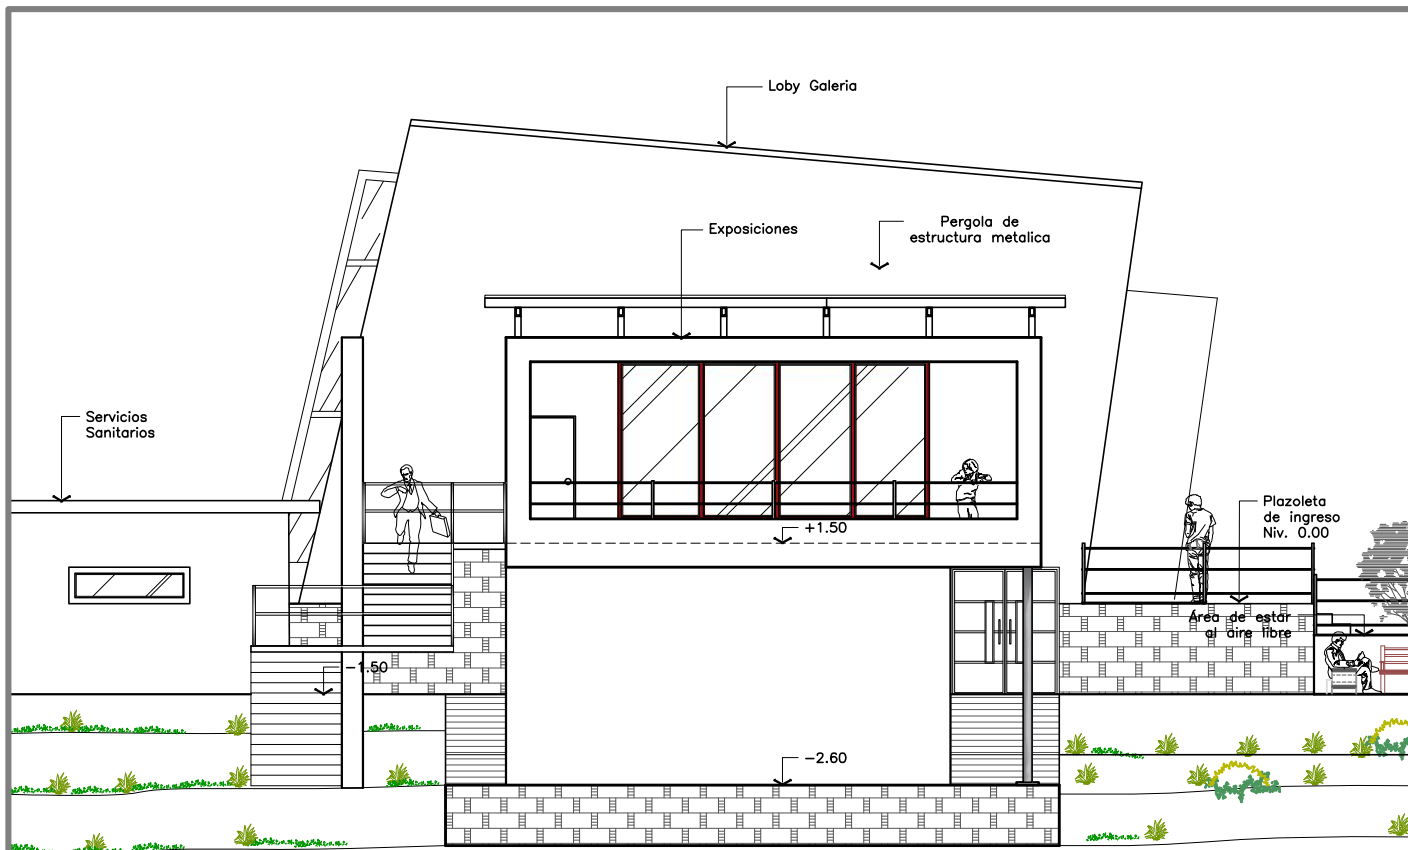 Loby Galeria
Pergola de
estructura metalica
Exposiciones
Servicios
Sanitarios
Plazoleta
de ingreso
Niv. 0.00
+1.50
Área de estar
al aire libre
-1.50
-2.60